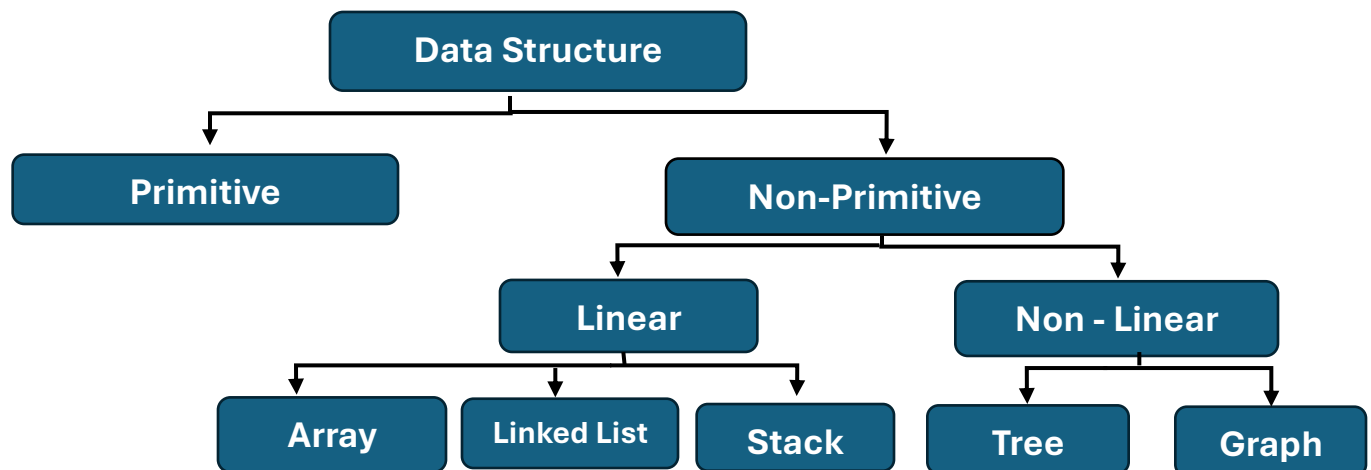 Data Structure
Primitive
Non-Primitive
Linear
Non - Linear
Array
Linked List
Stack
Tree
Graph